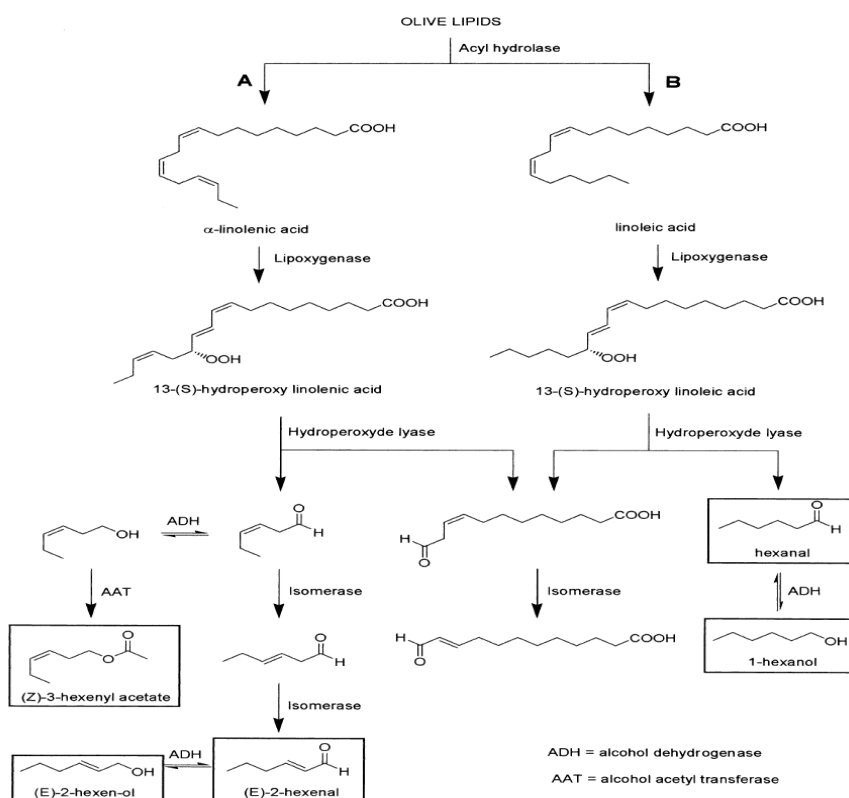 OLIVE LIPIDS
Acyl hydrolase
A
B
COOH
COOH
α-linolenic acid
linoleic acid
Lipoxygenase
Lipoxygenase
COOH
COOH
OOH
OOH
13-(S)-hydroperoxy linolenic acid
13-(S)-hydroperoxy linoleic acid
Hydroperoxyde lyase
Hydroperoxyde lyase
OH
ADH
O
H
COOH
H
O
O
H
hexanal
AAT
Isomerase
Isomerase
ADH
O
O
(Z)-3-hexenyl acetate
O
H
H
O
COOH
OH
1-hexanol
Isomerase
OH
(E)-2-hexen-ol
ADH
O
H
(E)-2-hexenal
ADH = alcohol dehydrogenase
AAT = alcohol acetyl transferase